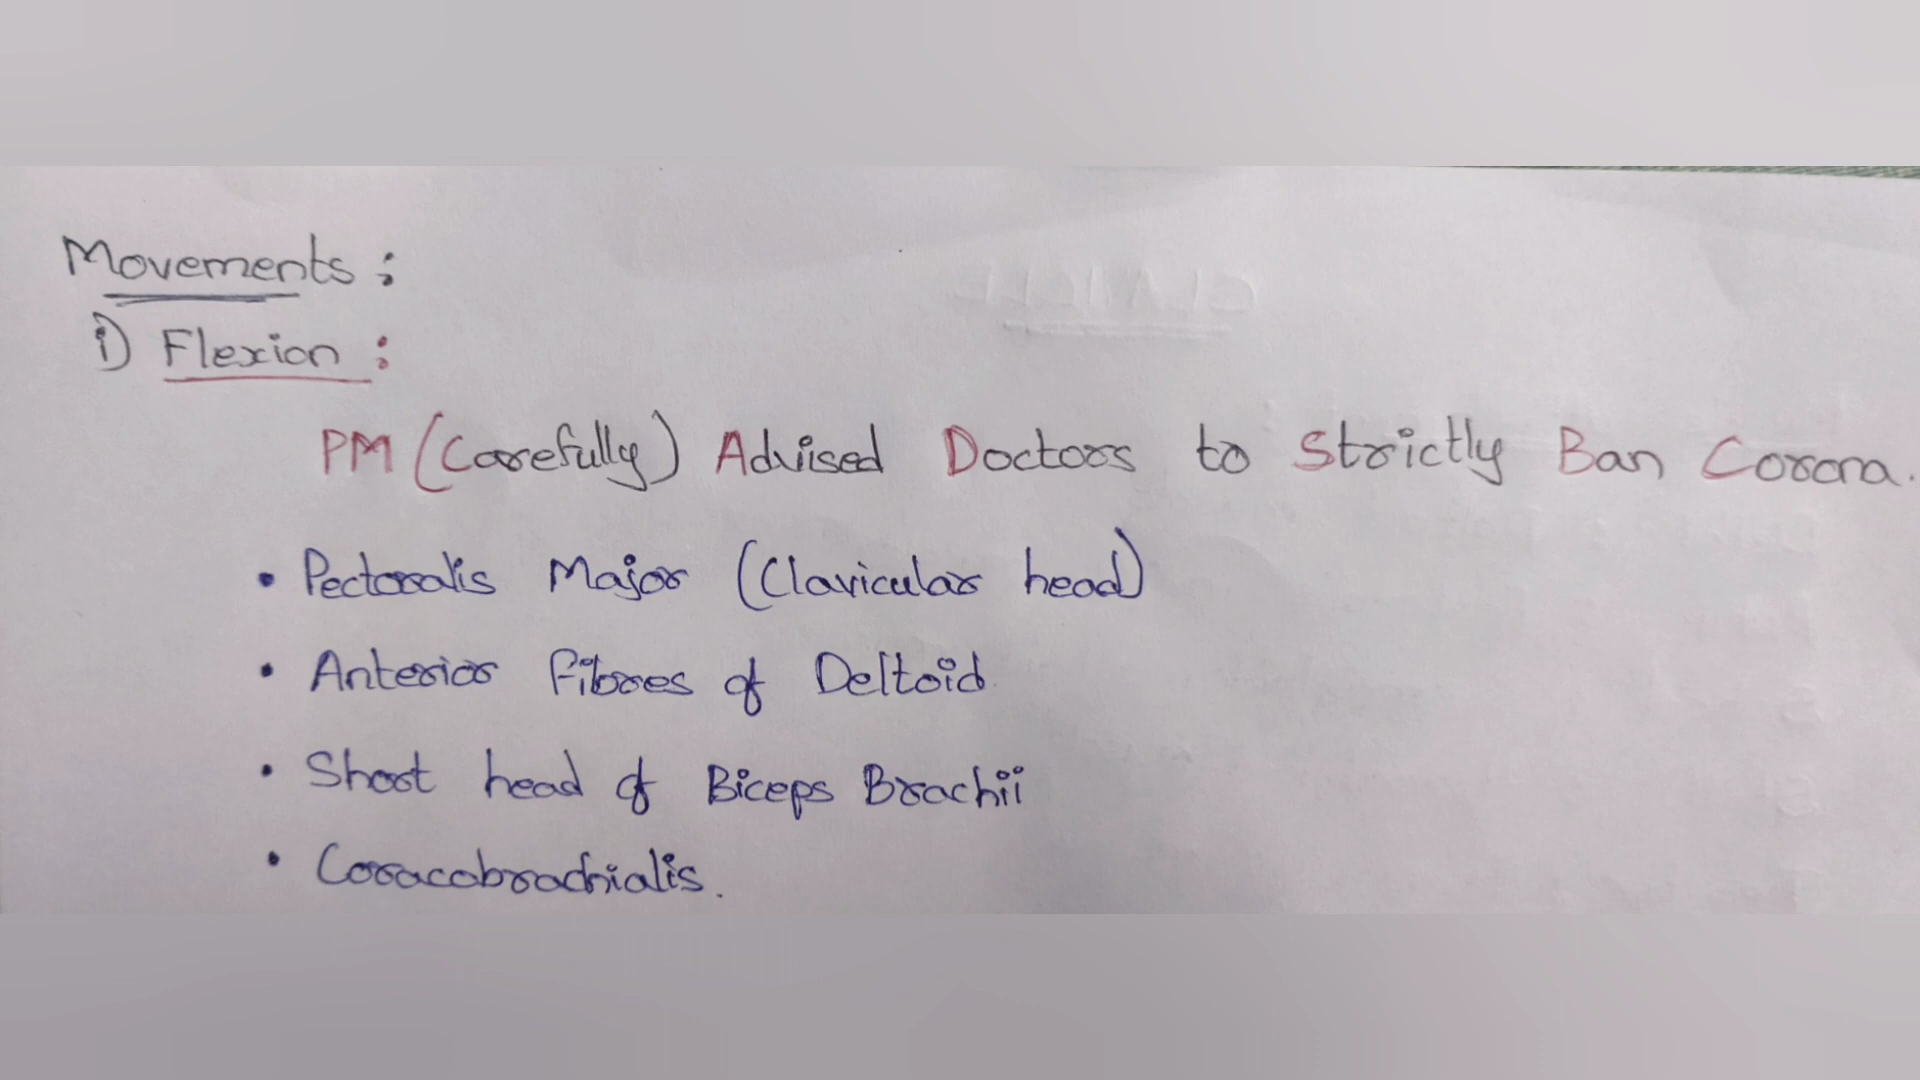 Movements :
i) Flexion :
PM (Carefully) Advised Doctors to Strictly Ban Corona.
• Pectoralis Major (Clavicular head)
• Anterior fibres of Deltoid
• Short head of Biceps Brachii
• Coracobrachialis.